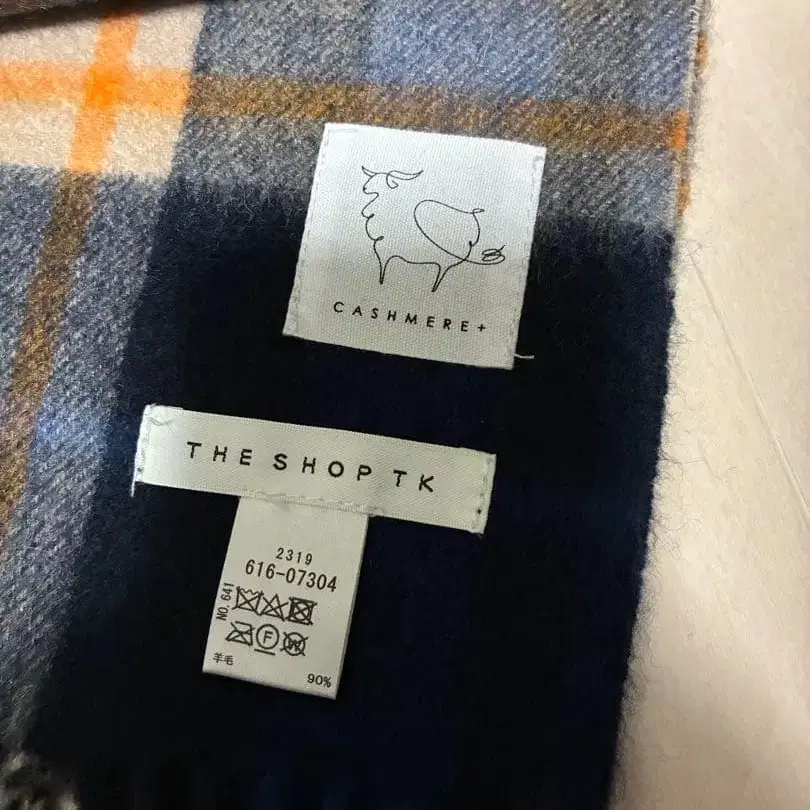 CASHMERE+
THE SHOP TK
2319
616-07304
NO.641
F
W
羊毛 90%